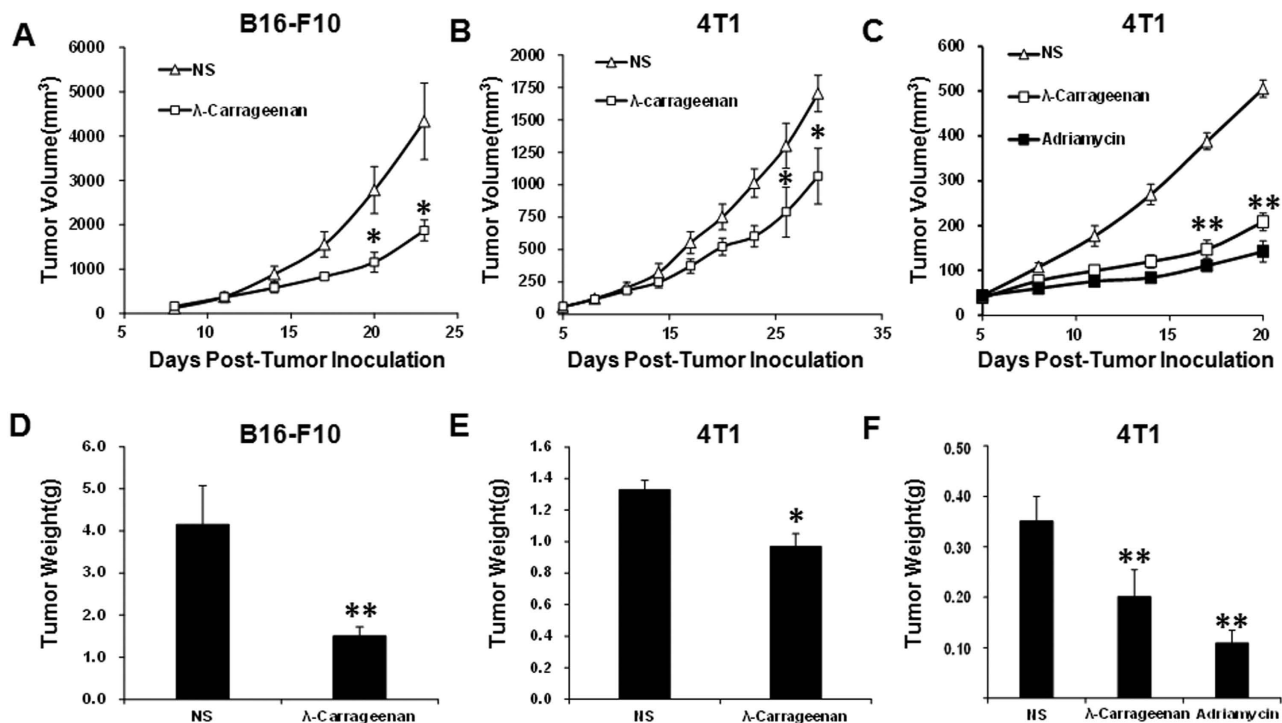 A
B16-F10
Tumor Volume(mm³)
6000
5000
4000
3000
2000
1000
0
NS
λ-Carrageenan
*
*
5
10
15
20
25
Days Post-Tumor Inoculation
B
4T1
Tumor Volume(mm³)
2000
1750
1500
1250
1000
750
500
250
0
NS
λ-carrageenan
*
*
5
15
25
35
Days Post-Tumor Inoculation
C
4T1
Tumor Volume(mm³)
600
500
400
300
200
100
0
NS
λ-Carrageenan
Adriamycin
**
**
5
10
15
20
Days Post-Tumor Inoculation
D
B16-F10
Tumor Weight(g)
6.0
5.0
4.0
3.0
2.0
1.0
0.0
**
NS
λ-Carrageenan
E
4T1
Tumor Weight(g)
1.6
1.4
1.2
1.0
0.8
0.6
0.4
0.2
0.0
*
NS
λ-Carrageenan
F
4T1
Tumor Weight(g)
0.50
0.40
0.30
0.20
0.10
**
**
NS
λ-Carrageenan
Adriamycin